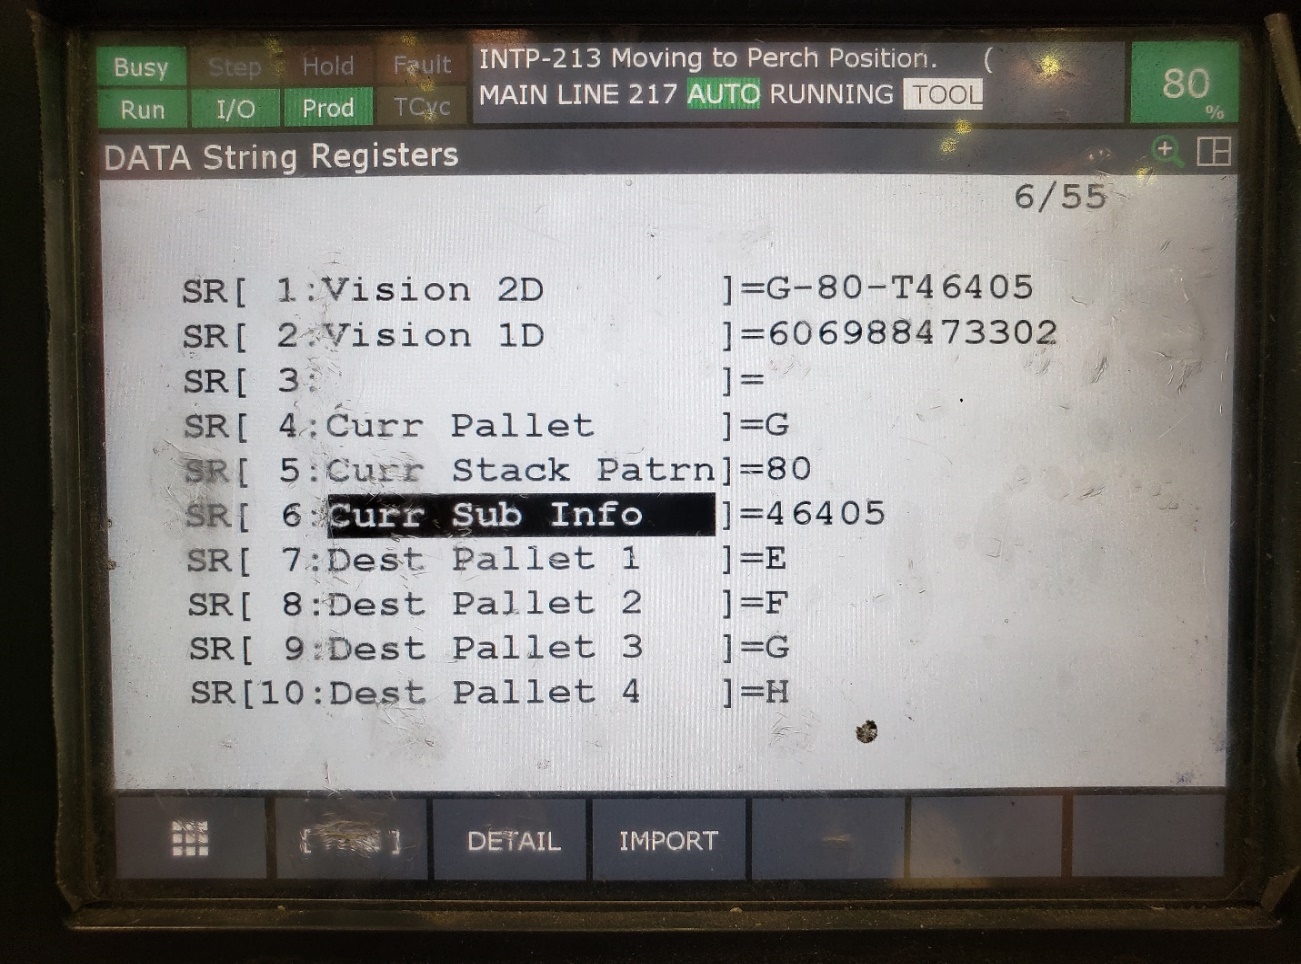 Busy Step Hold Fault INTP-213 Moving to Perch Position. (
Run I/O Prod TCyc MAIN LINE 217 AUTO RUNNING TOOL
80 %
DATA String Registers
6/55
SR[ 1:Vision 2D ]=G-80-T46405
SR[ 2:Vision 1D ]=606988473302
SR[ 3: ]=
SR[ 4:Curr Pallet ]=G
SR[ 5:Curr Stack Patrn]=80
SR[ 6:Curr Sub Info ]=46405
SR[ 7:Dest Pallet 1 ]=E
SR[ 8:Dest Pallet 2 ]=F
SR[ 9:Dest Pallet 3 ]=G
SR[10:Dest Pallet 4 ]=H
[ ] DETAIL IMPORT